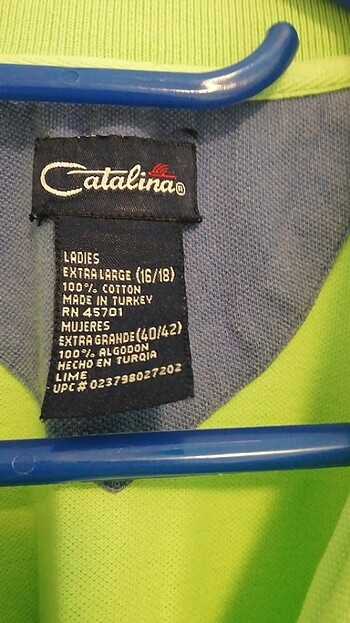 Catalina®
LADIES
EXTRA LARGE (16/18)
100% COTTON
MADE IN TURKEY
RN 45701
MUJERES
EXTRA GRANDE (40/42)
100% ALGODON
HECHO EN TURQIA
LIME
UPC# 023798027202